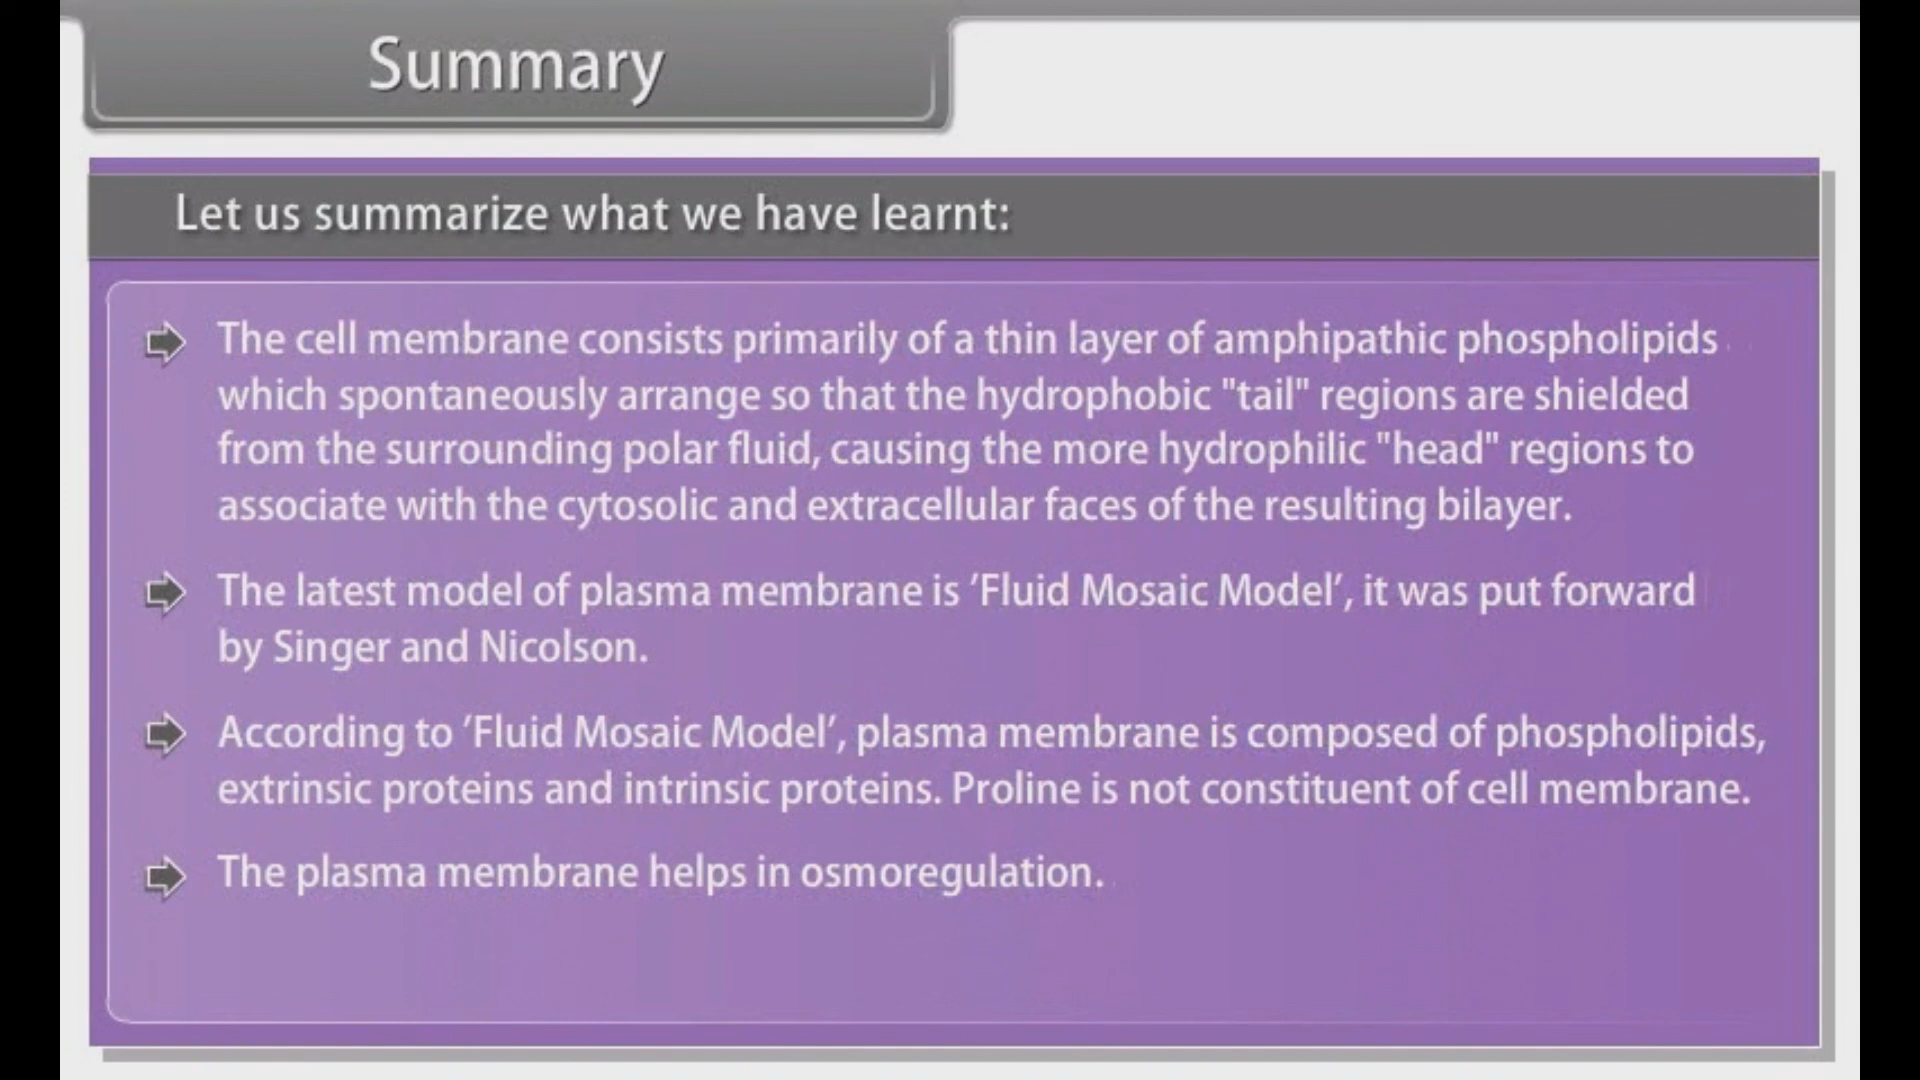 Summary
Let us summarize what we have learnt:
The cell membrane consists primarily of a thin layer of amphipathic phospholipids
which spontaneously arrange so that the hydrophobic "tail" regions are shielded
from the surrounding polar fluid, causing the more hydrophilic "head" regions to
associate with the cytosolic and extracellular faces of the resulting bilayer.
The latest model of plasma membrane is ‘Fluid Mosaic Model’, it was put forward
by Singer and Nicolson.
According to ‘Fluid Mosaic Model’, plasma membrane is composed of phospholipids,
extrinsic proteins and intrinsic proteins. Proline is not constituent of cell membrane.
The plasma membrane helps in osmoregulation.